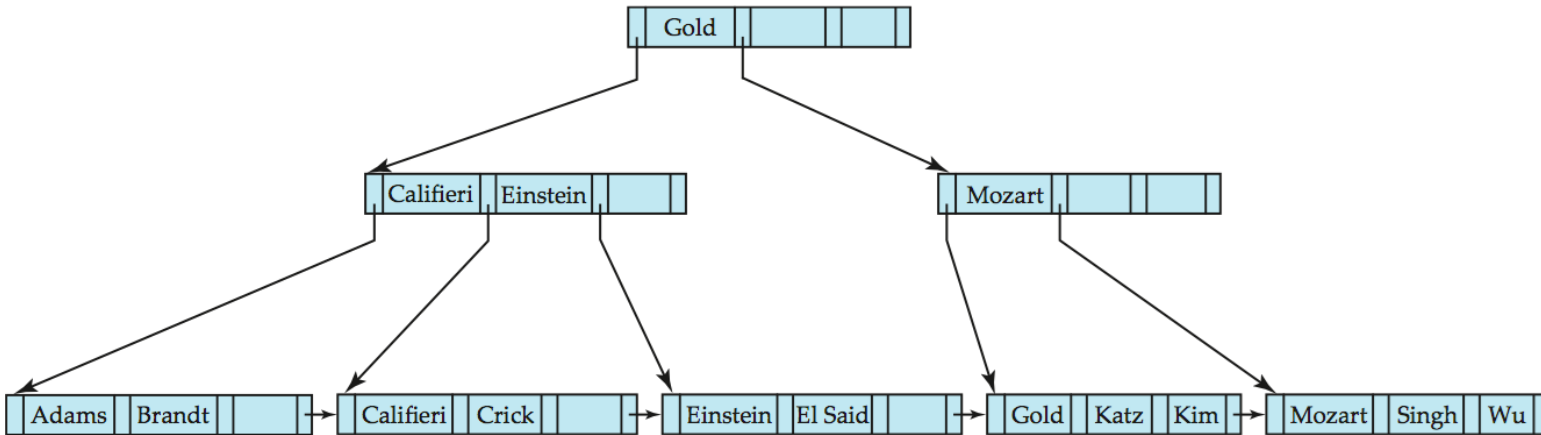 Gold
Califieri Einstein Mozart
Adams Brandt Califieri Crick Einstein El Said Gold Katz Kim Mozart Singh Wu